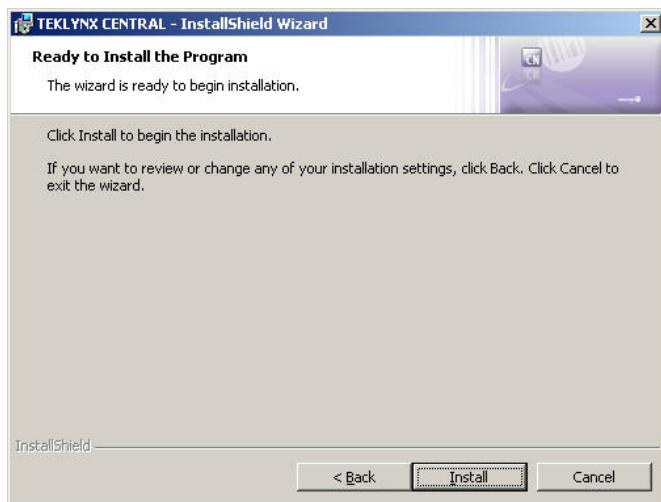 TEKLYNX CENTRAL - InstallShield Wizard
Ready to Install the Program
The wizard is ready to begin installation.
CN
Click Install to begin the installation.
If you want to review or change any of your installation settings, click Back. Click Cancel to
exit the wizard.
InstallShield
< Back
Install
Cancel